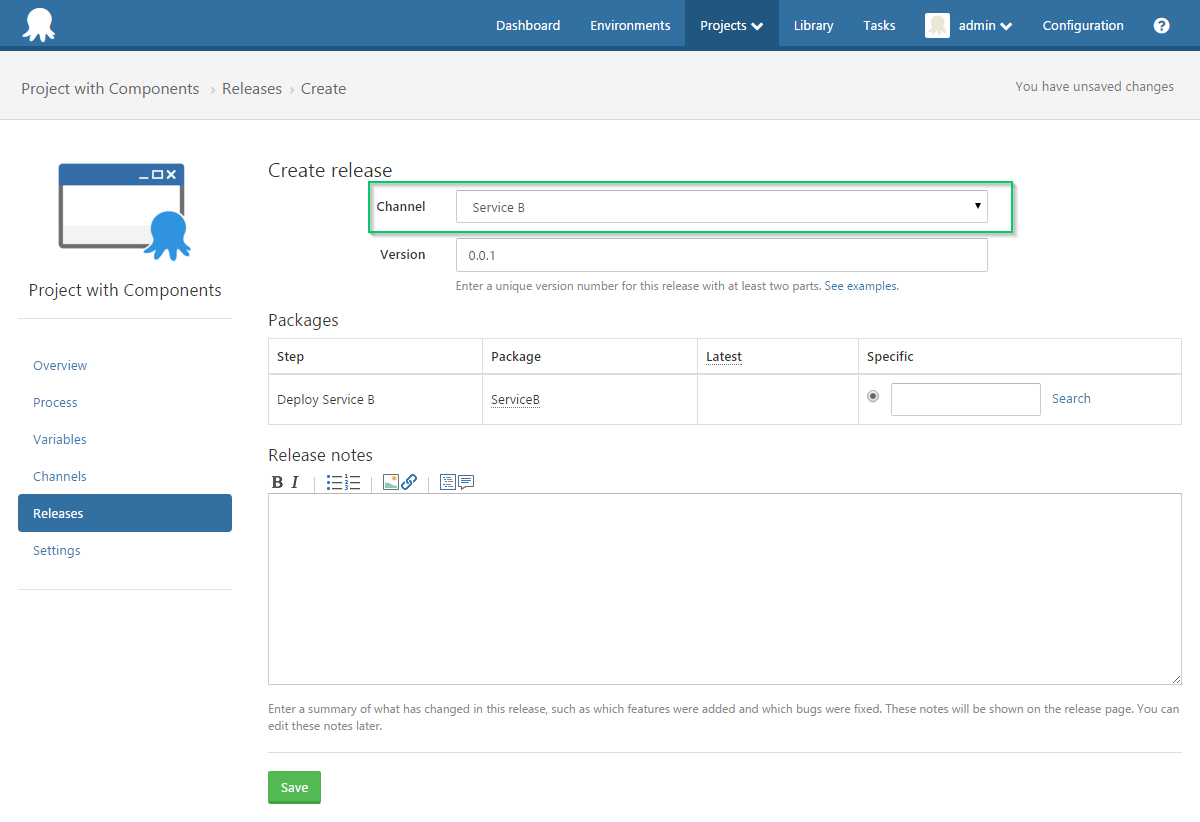 Dashboard Environments Projects Library Tasks admin Configuration ?
Project with Components › Releases › Create
You have unsaved changes
Project with Components
Overview
Process
Variables
Channels
Releases
Settings
Create release
Channel Service B
Version 0.0.1
Enter a unique version number for this release with at least two parts. See examples.
Packages
Step Package Latest Specific
Deploy Service B ServiceB Search
Release notes
B I
Enter a summary of what has changed in this release, such as which features were added and which bugs were fixed. These notes will be shown on the release page. You can
edit these notes later.
Save